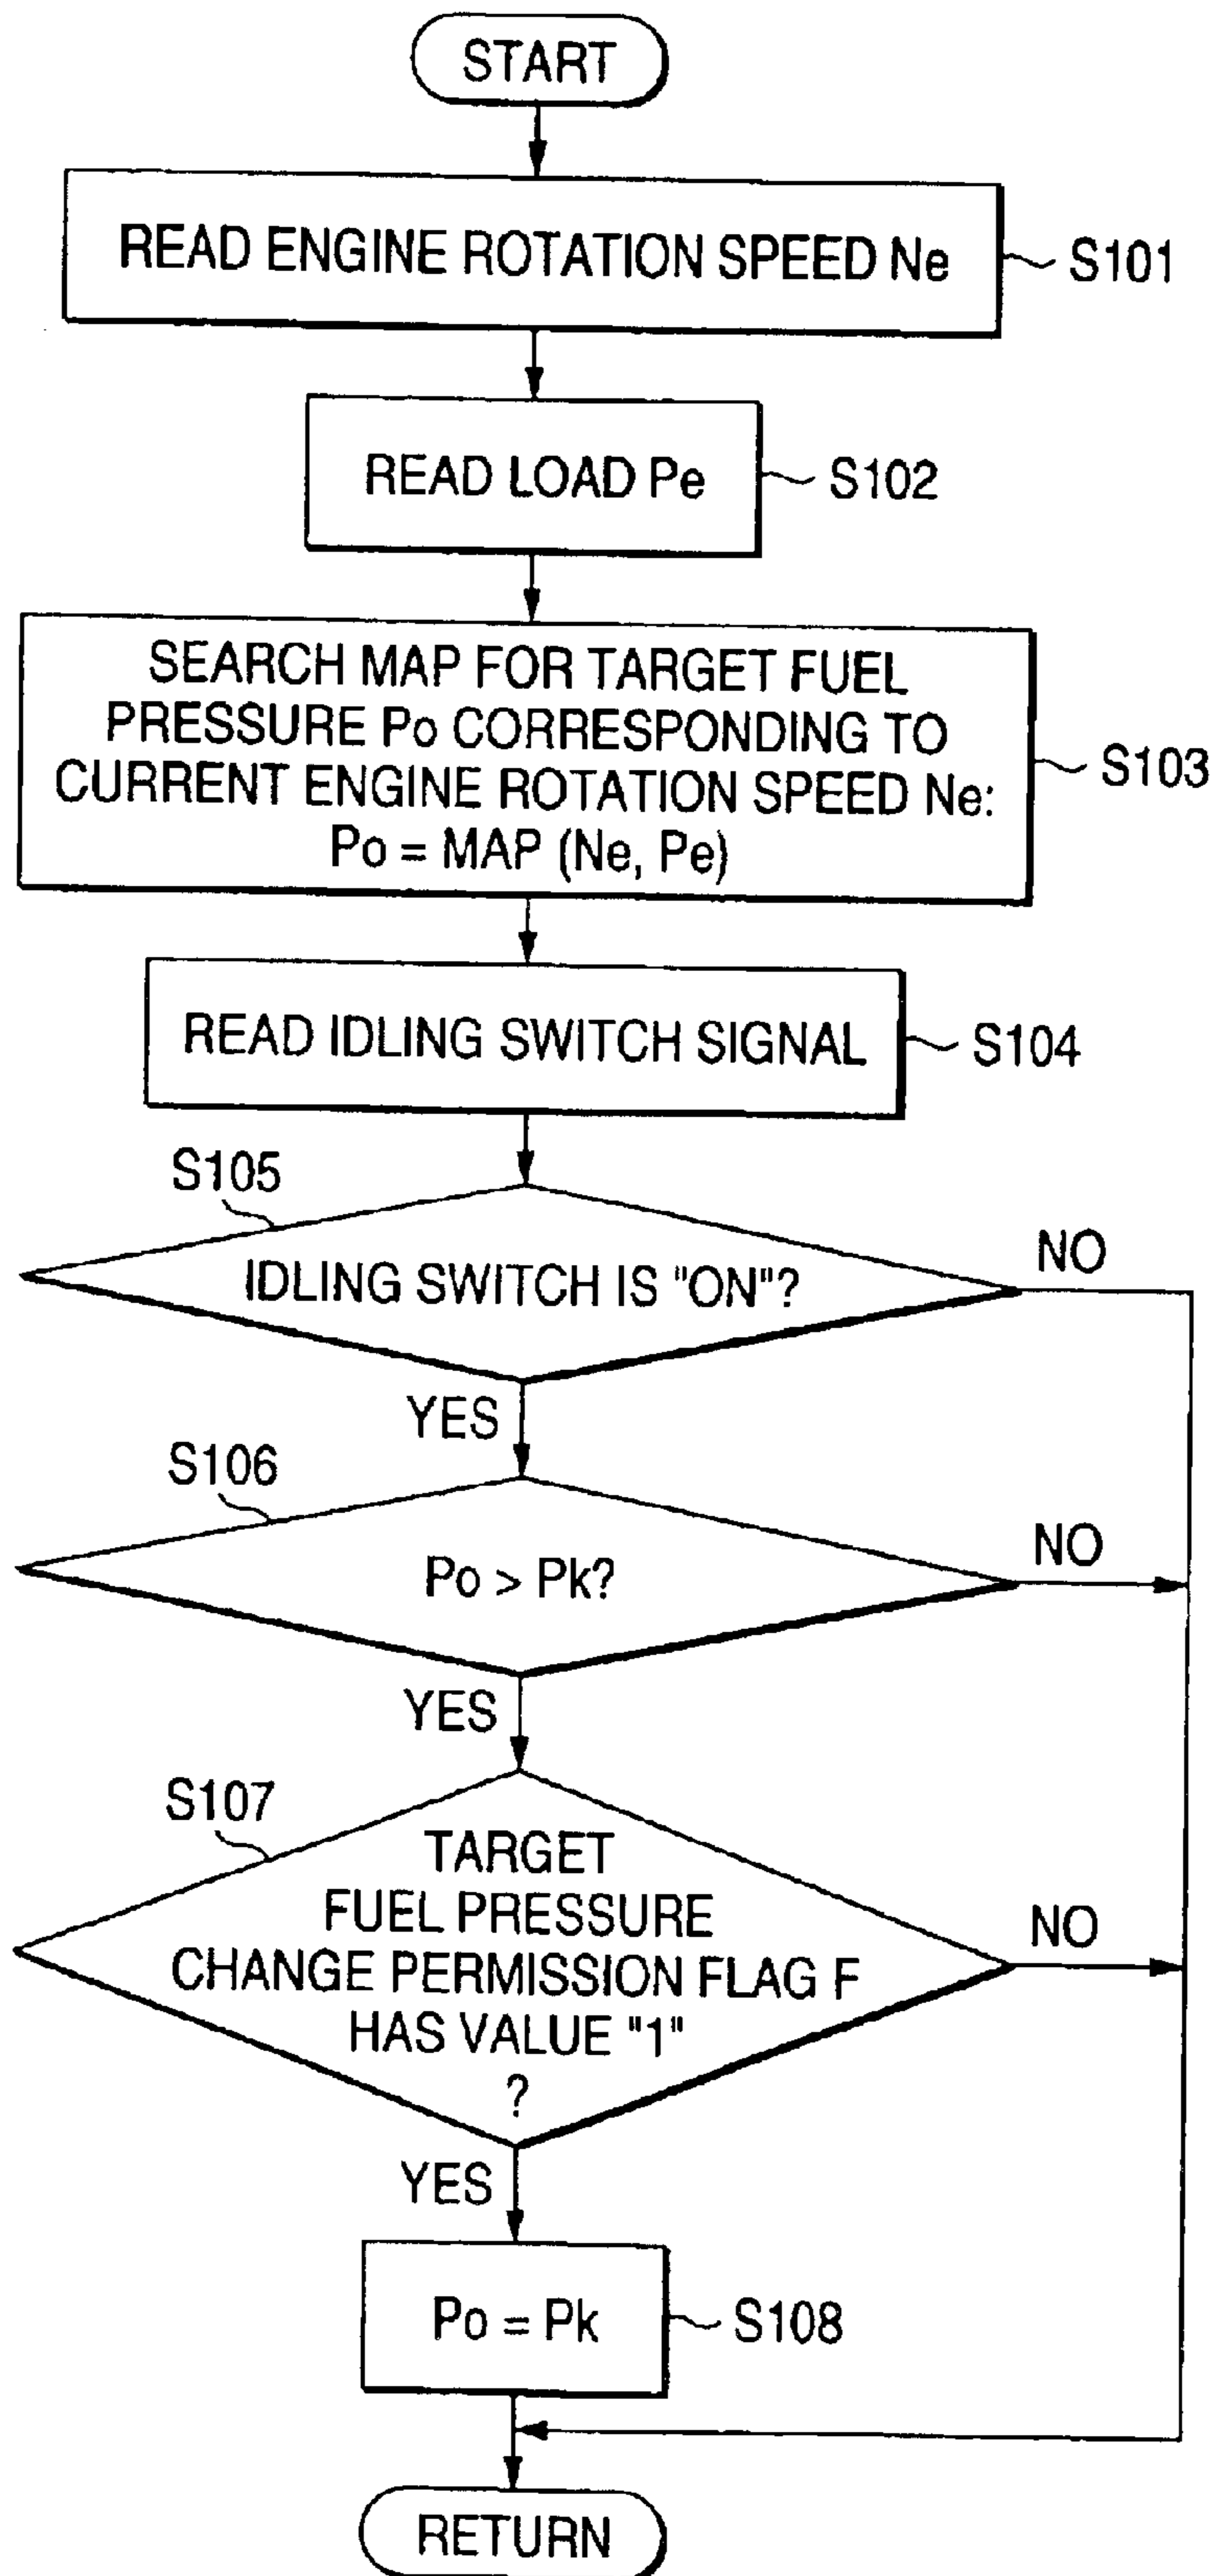 START
READ ENGINE ROTATION SPEED Ne
S101
READ LOAD Pe
S102
SEARCH MAP FOR TARGET FUEL
PRESSURE Po CORRESPONDING TO
CURRENT ENGINE ROTATION SPEED Ne:
Po = MAP (Ne, Pe)
S103
READ IDLING SWITCH SIGNAL
S104
S105
IDLING SWITCH IS "ON"?
NO
YES
S106
Po > Pk?
NO
YES
S107
TARGET
FUEL PRESSURE
CHANGE PERMISSION FLAG F
HAS VALUE "1"
?
NO
YES
Po = Pk
S108
RETURN